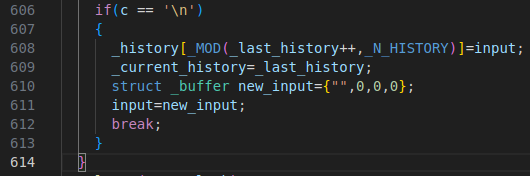 606 if(c == '\n')
607 {
608 _history[_MOD(_last_history++,_N_HISTORY)]=input;
609 _current_history=_last_history;
610 struct _buffer new_input={"",0,0,0};
611 input=new_input;
612 break;
613 }
614 }